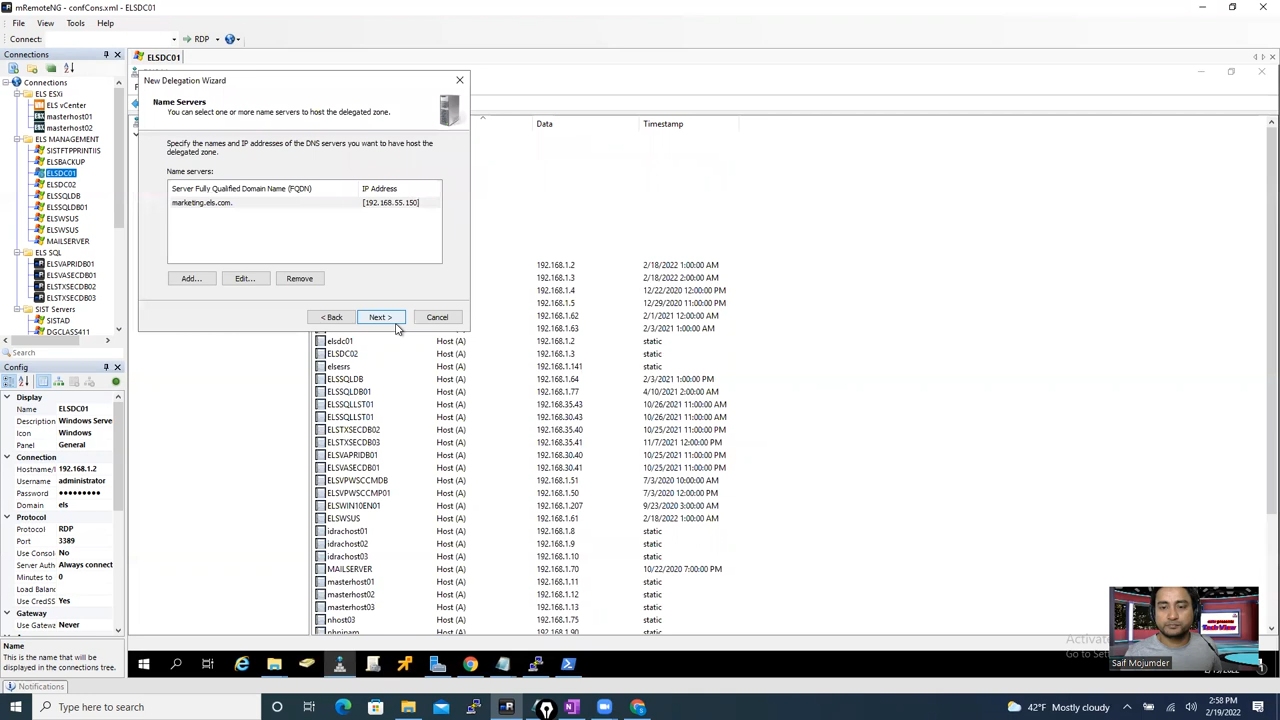 mRemoteNG - confCons.xml - ELSDC01
File View Tools Help
Connect: RDP
Connections
ELSDC01
Connections
ELS ESXi
ELS vCenter
masterhost01
masterhost02
ELS MANAGEMENT
SISTFTPPRNTIIS
ELSBACKUP
ELSDC01
ELSDC02
ELSSQLDB
ELSSQLDB01
ELSWSUS
ELSWSUS
MAILSERVER
ELS SQL
ELSVAPRIDB01
ELSVASECDB01
ELSTXSECDB02
ELSTXSECDB03
SIST Servers
SISTAD
DGCLASS411
Search
Config
Display
Name ELSDC01
Description Windows Serve
Icon Windows
Panel General
Connection
Hostname/I 192.168.1.2
Username administrator
Password ●●●●●●●●●
Domain els
Protocol
Protocol RDP
Port 3389
Use Consol No
Server Auth Always connect
Minutes to 0
Load Balan
Use CredSS Yes
Gateway
Use Gatewa Never
Name
This is the name that will be
displayed in the connections tree.
Notifications
New Delegation Wizard
Name Servers
You can select one or more name servers to host the delegated zone.
Specify the names and IP addresses of the DNS servers you want to have host the
delegated zone.
Name servers:
Server Fully Qualified Domain Name (FQDN) IP Address
marketing.els.com. [192.168.55.150]
Add... Edit... Remove
< Back Next > Cancel
Data Timestamp
192.168.1.2 2/18/2022 1:00:00 AM
192.168.1.3 2/18/2022 2:00:00 AM
192.168.1.4 12/22/2020 12:00:00 PM
192.168.1.5 12/29/2020 11:00:00 PM
192.168.1.62 2/1/2021 12:00:00 PM
192.168.1.63 2/3/2021 1:00:00 AM
elsdc01 Host (A) 192.168.1.2 static
ELSDC02 Host (A) 192.168.1.3 static
elsesrs Host (A) 192.168.1.141 static
ELSSQLDB Host (A) 192.168.1.64 2/3/2021 1:00:00 PM
ELSSQLDB01 Host (A) 192.168.1.77 4/10/2021 2:00:00 AM
ELSSQLLST01 Host (A) 192.168.35.43 10/26/2021 11:00:00 AM
ELSSQLLST01 Host (A) 192.168.30.43 10/26/2021 11:00:00 AM
ELSTXSECDB02 Host (A) 192.168.35.40 10/25/2021 11:00:00 AM
ELSTXSECDB03 Host (A) 192.168.35.41 11/7/2021 12:00:00 PM
ELSVAPRIDB01 Host (A) 192.168.30.40 10/25/2021 11:00:00 AM
ELSVASECDB01 Host (A) 192.168.30.41 10/25/2021 11:00:00 AM
ELSVPWSCCMDB Host (A) 192.168.1.51 7/3/2020 10:00:00 AM
ELSVPWSCCMP01 Host (A) 192.168.1.50 7/3/2020 12:00:00 PM
ELSWIN10EN01 Host (A) 192.168.1.207 9/23/2020 3:00:00 AM
ELSWSUS Host (A) 192.168.1.61 2/18/2022 1:00:00 AM
idrachost01 Host (A) 192.168.1.8 static
idrachost02 Host (A) 192.168.1.9 static
idrachost03 Host (A) 192.168.1.10 static
MAILSERVER Host (A) 192.168.1.70 10/22/2020 7:00:00 PM
masterhost01 Host (A) 192.168.1.11 static
masterhost02 Host (A) 192.168.1.12 static
masterhost03 Host (A) 192.168.1.13 static
nhost03 Host (A) 192.168.1.75 static
Host (A) 192.168.1.90 static
Saif Mojumder
Type here to search
42°F Mostly cloudy
2:58 PM
2/19/2022